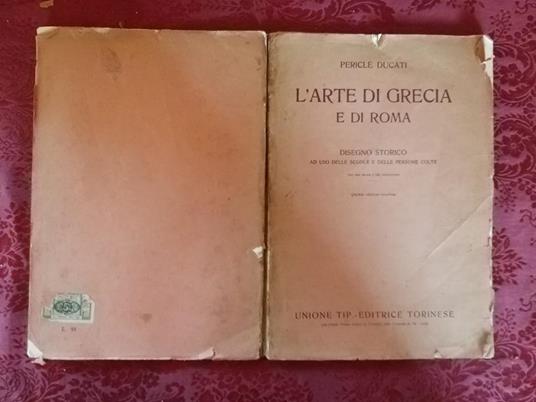 PERICLE DUCATI
L'ARTE DI GRECIA
E DI ROMA
DISEGNO STORICO
AD USO DELLE SCUOLE E DELLE PERSONE COLTE
UNIONE TIP.-EDITRICE TORINESE